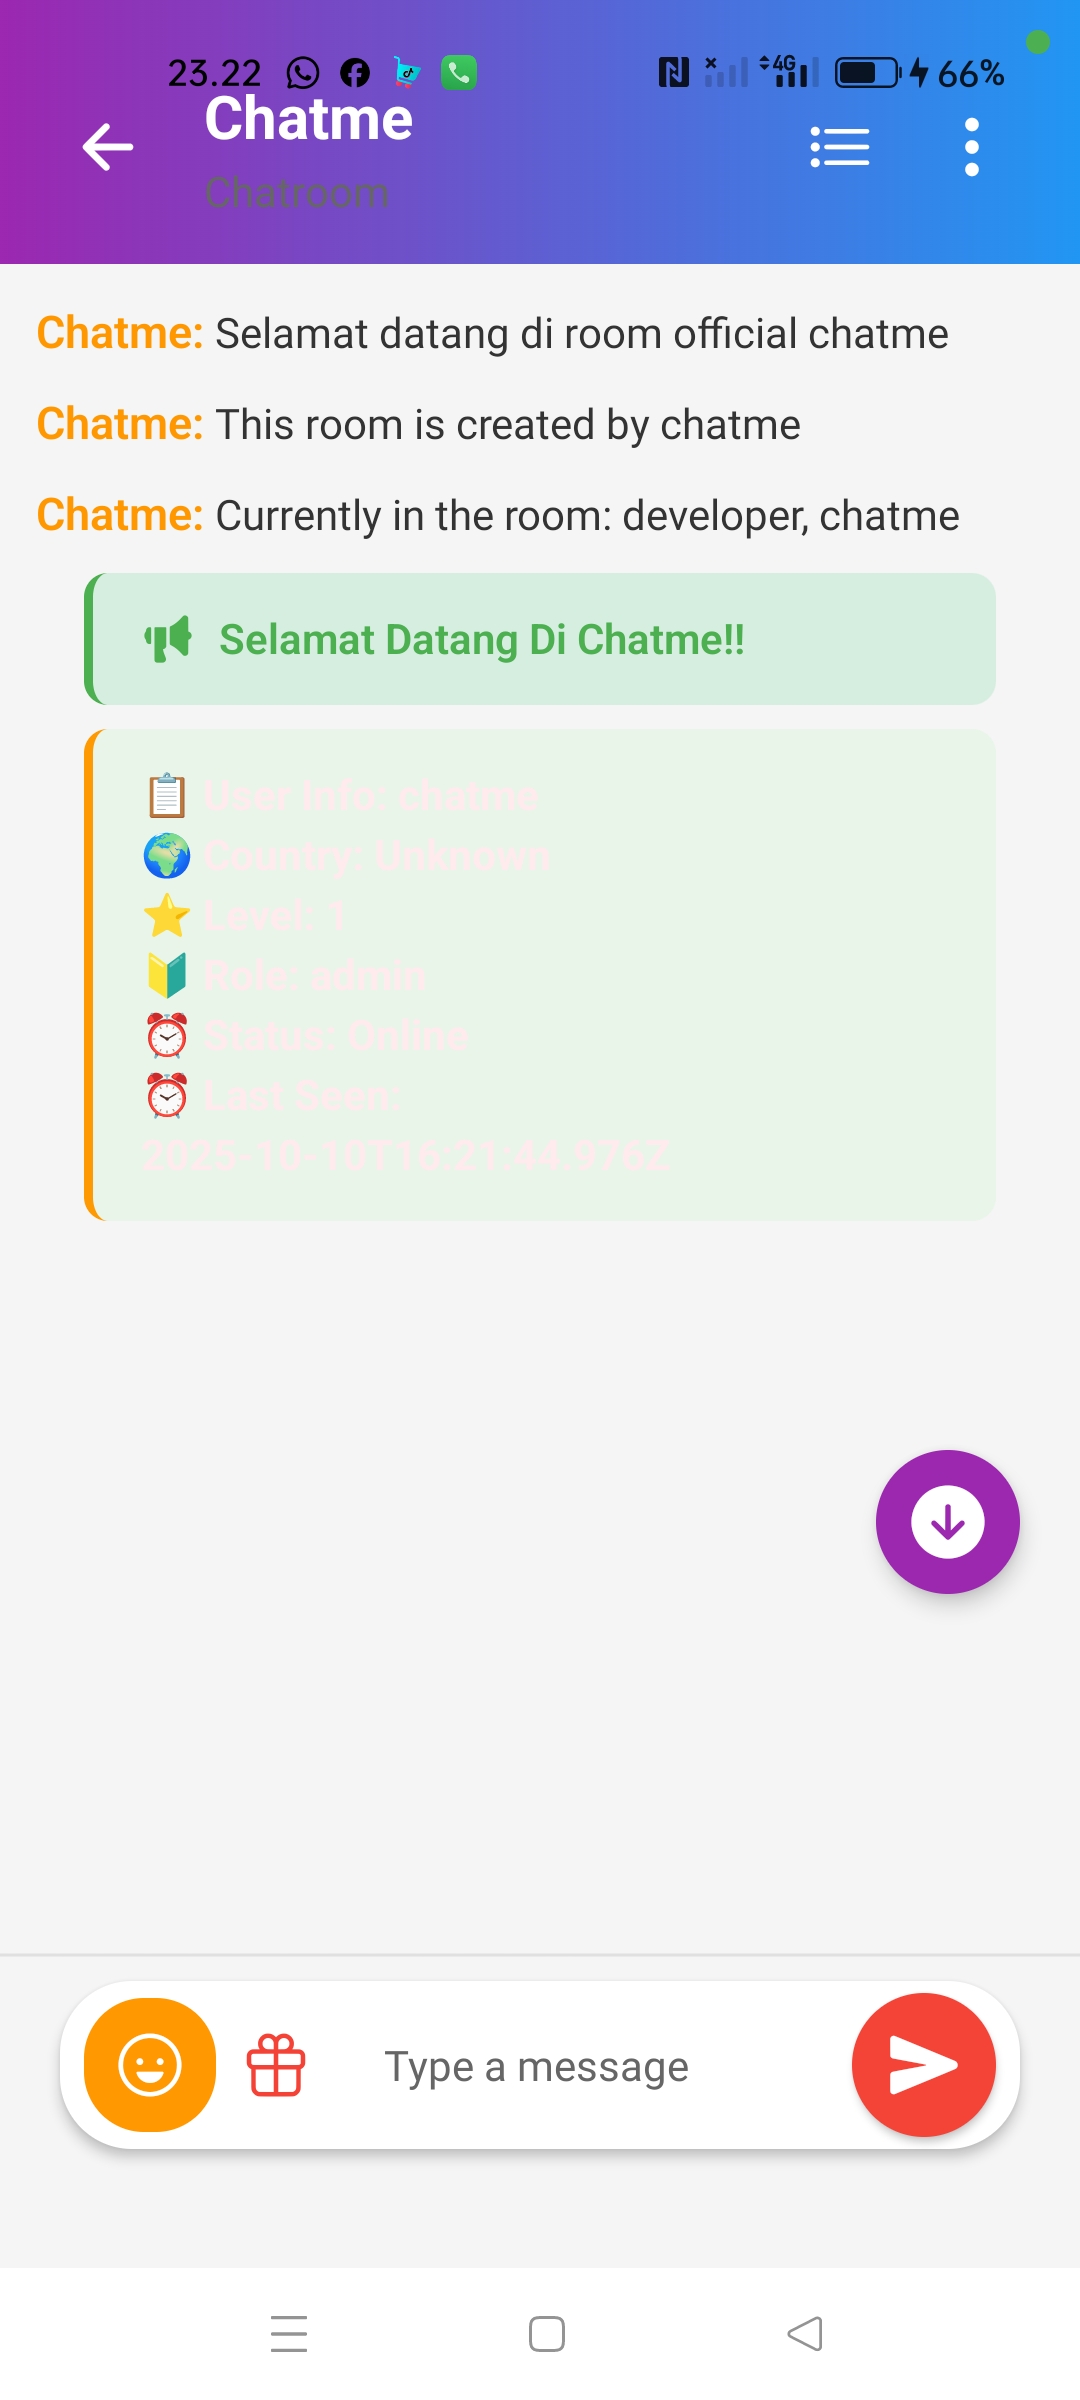 23.22
4G
66%
Chatme
Chatroom
Chatme: Selamat datang di room official chatme
Chatme: This room is created by chatme
Chatme: Currently in the room: developer, chatme
Selamat Datang Di Chatme!!
📋 User Info: chatme
🌍 Country: Unknown
⭐ Level: 1
🔰 Role: admin
⏰ Status: Online
⏰ Last Seen:
2025-10-10T16:21:44.976Z
Type a message